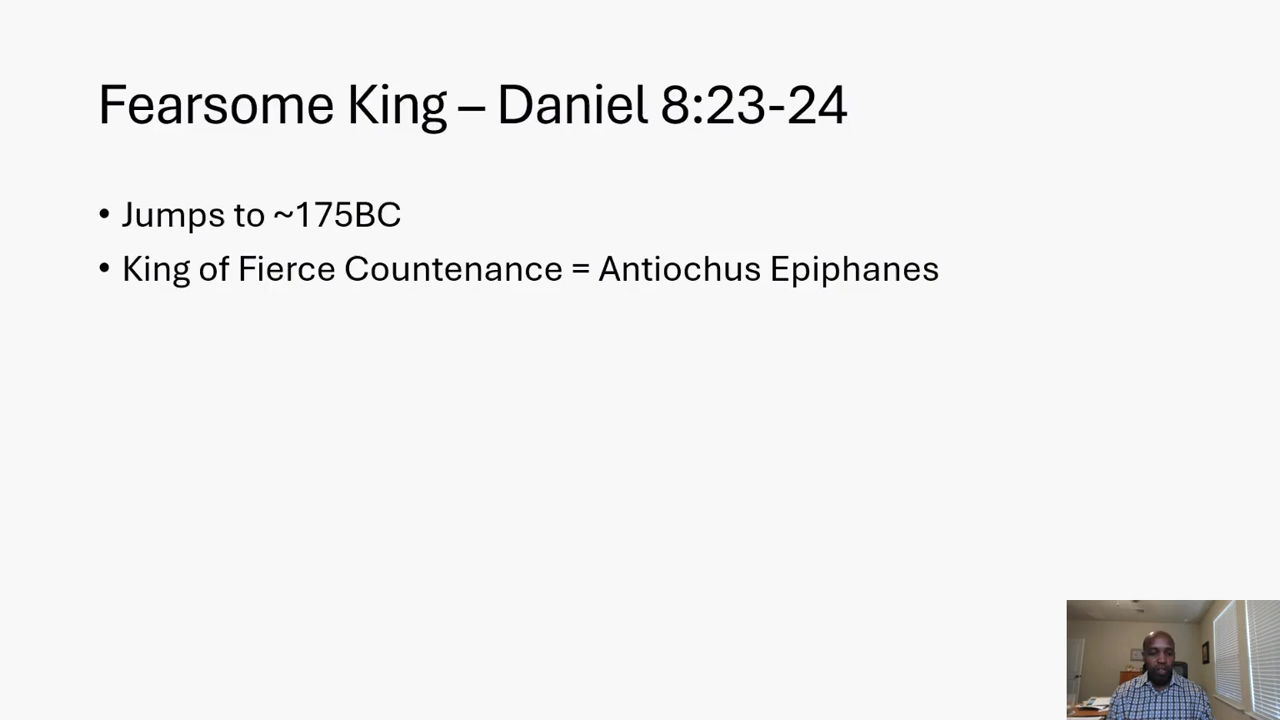 Fearsome King – Daniel 8:23-24
• Jumps to ~175BC
• King of Fierce Countenance = Antiochus Epiphanes